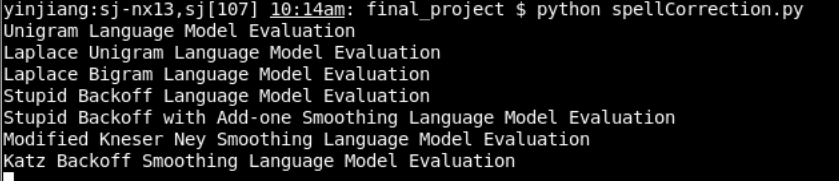 yinjiang:sj-nx13,sj[107] 10:14am: final_project $ python spellCorrection.py
Unigram Language Model Evaluation
Laplace Unigram Language Model Evaluation
Laplace Bigram Language Model Evaluation
Stupid Backoff Language Model Evaluation
Stupid Backoff with Add-one Smoothing Language Model Evaluation
Modified Kneser Ney Smoothing Language Model Evaluation
Katz Backoff Smoothing Language Model Evaluation